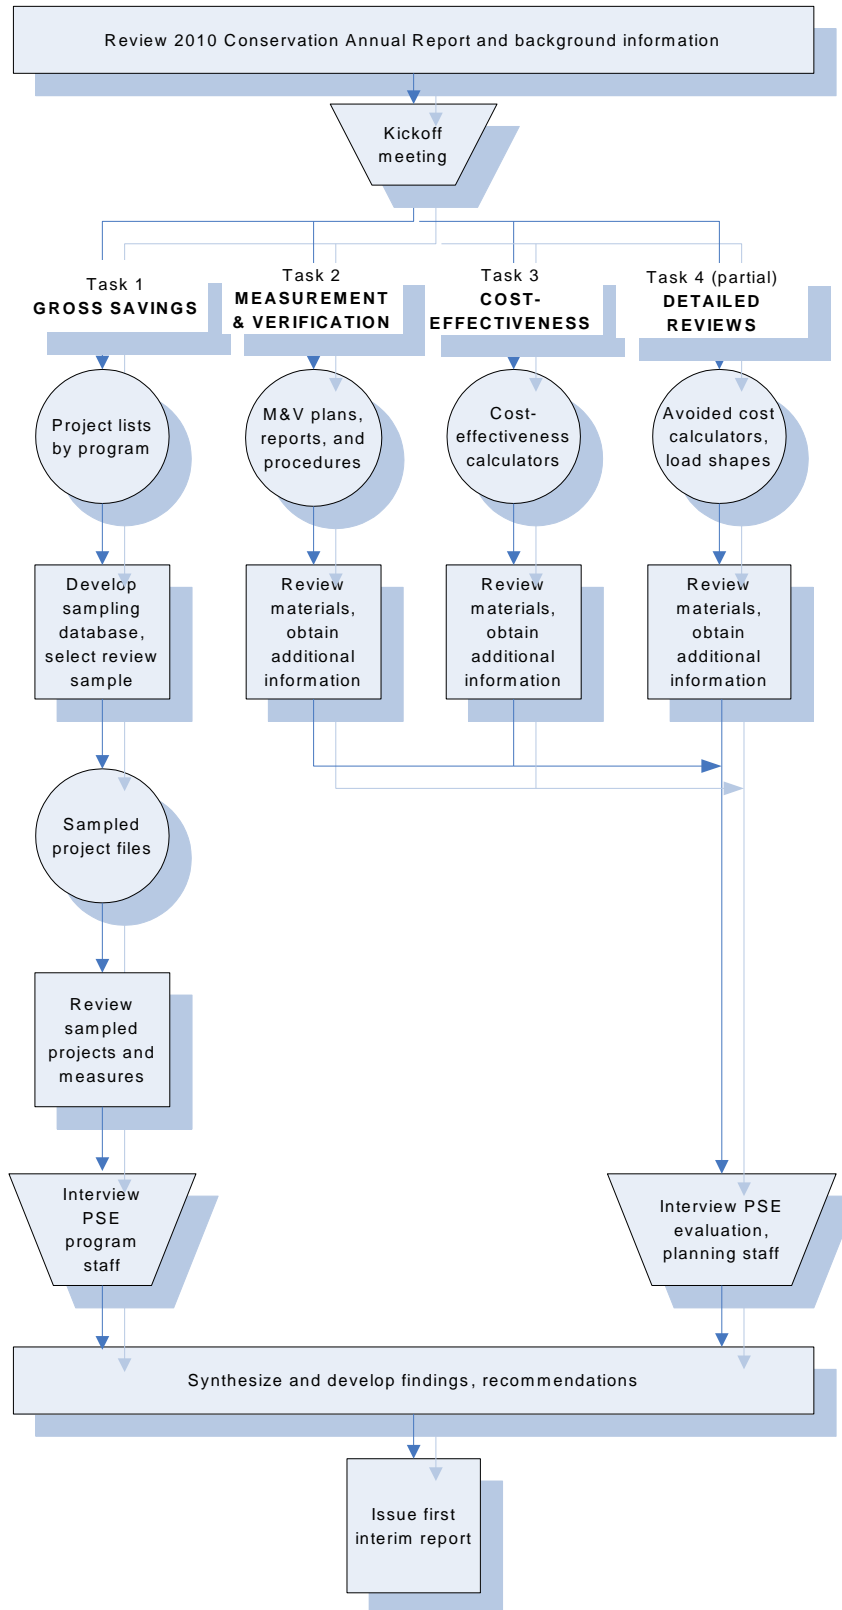 Review 2010 Conservation Annual Report and background information
Kickoff
meeting
Task 1
GROSS SAVINGS
Task 2
MEASUREMENT
& VERIFICATION
Task 3
COST-
EFFECTIVENESS
Task 4 (partial)
DETAILED
REVIEWS
Project lists
by program
M&V plans,
reports, and
procedures
Cost-
effectiveness
calculators
Avoided cost
calculators,
load shapes
Develop
sampling
database,
select review
sample
Review
materials,
obtain
additional
information
Review
materials,
obtain
additional
information
Review
materials,
obtain
additional
information
Sampled
project files
Review
sampled
projects and
measures
Interview
PSE
program
staff
Interview PSE
evaluation,
planning staff
Synthesize and develop findings, recommendations
Issue first
interim report